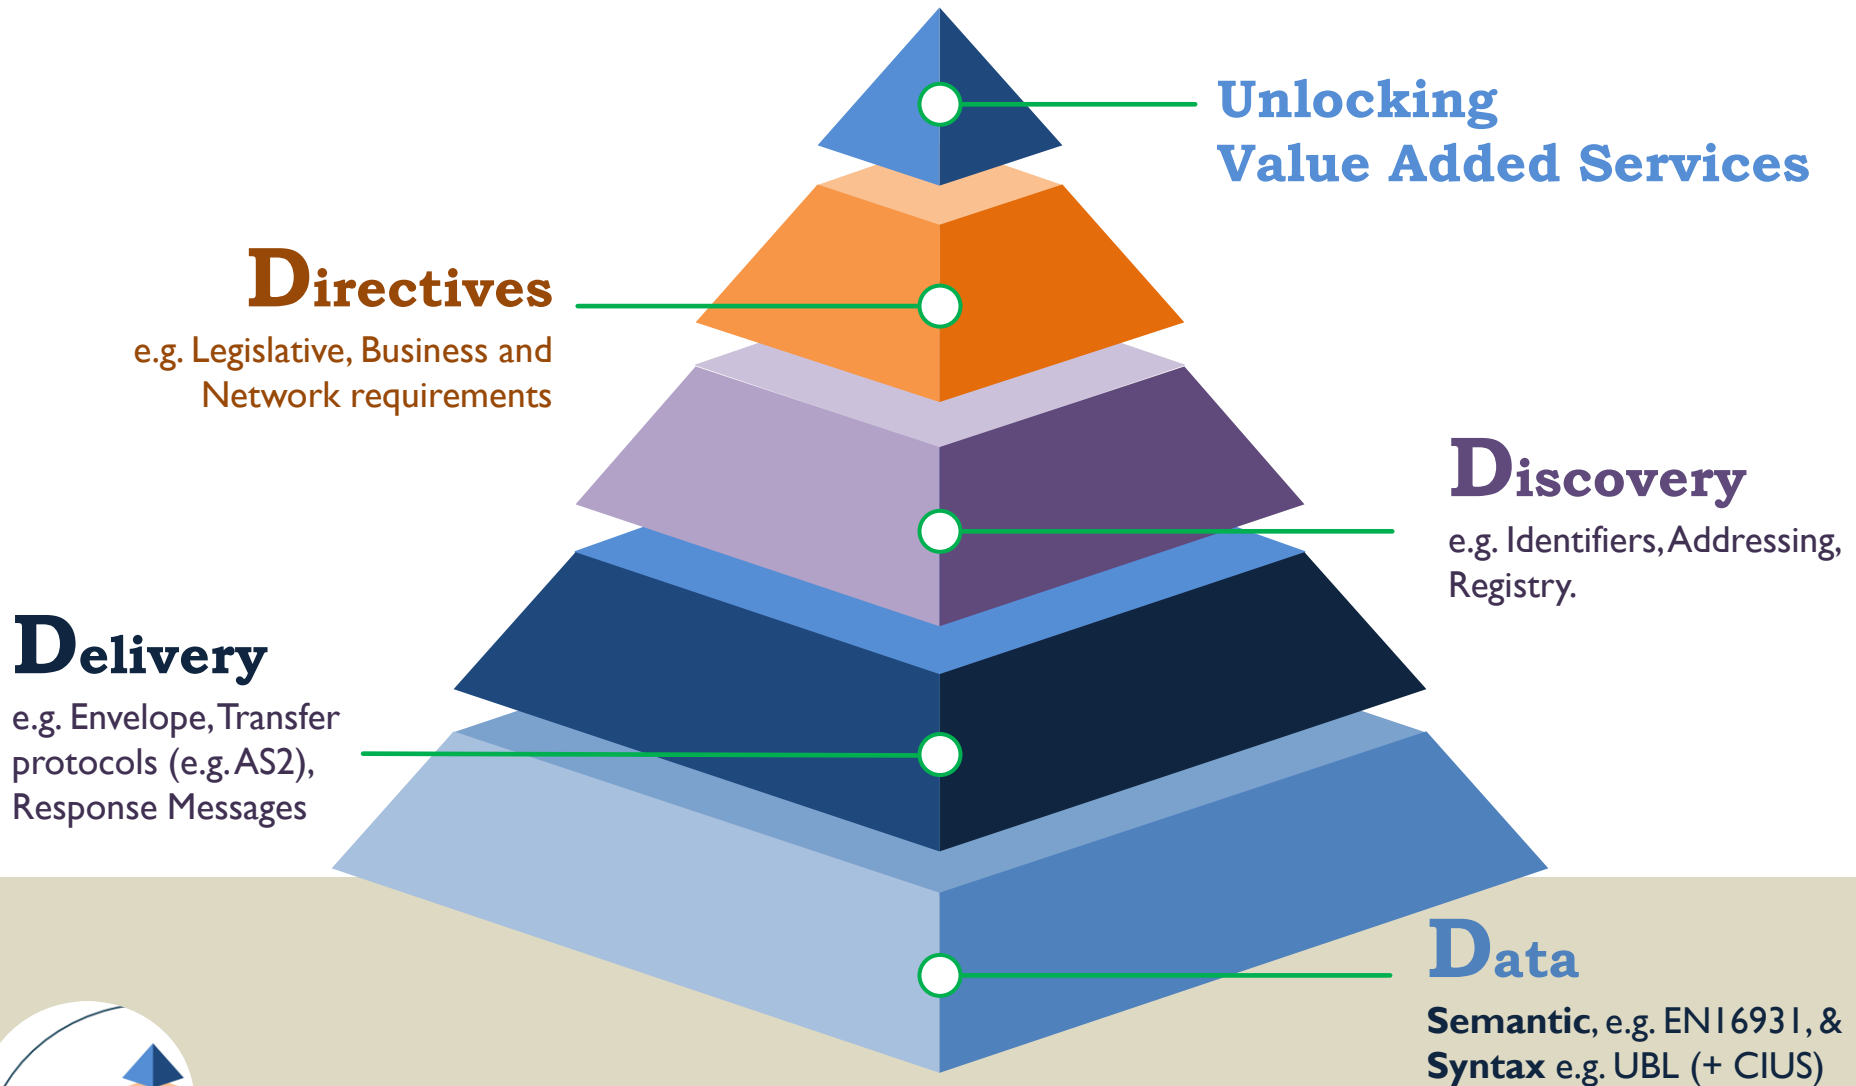 Unlocking
Value Added Services
Directives
e.g. Legislative, Business and
Network requirements
Discovery
e.g. Identifiers, Addressing,
Registry.
Delivery
e.g. Envelope, Transfer
protocols (e.g. AS2),
Response Messages
Data
Semantic, e.g. EN16931, &
Syntax e.g. UBL (+ CIUS)